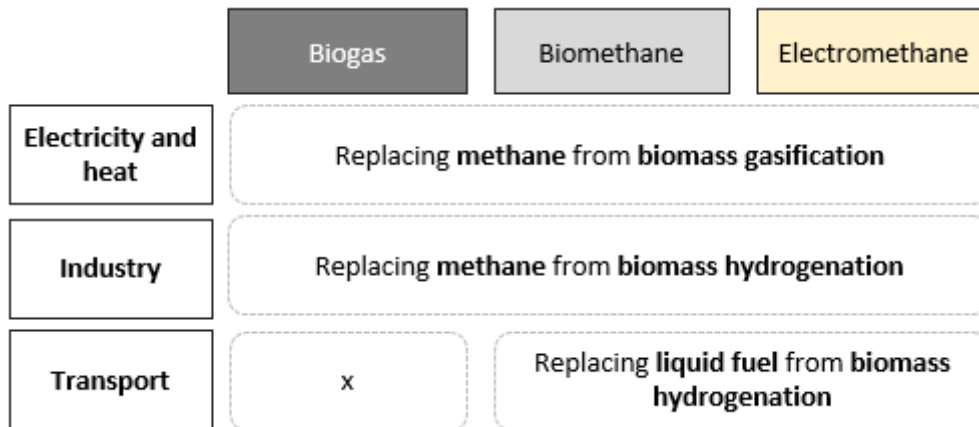 Biogas
Biomethane
Electromethane
Electricity and
heat
Replacing methane from biomass gasification
Industry
Replacing methane from biomass hydrogenation
Transport
x
Replacing liquid fuel from biomass
hydrogenation